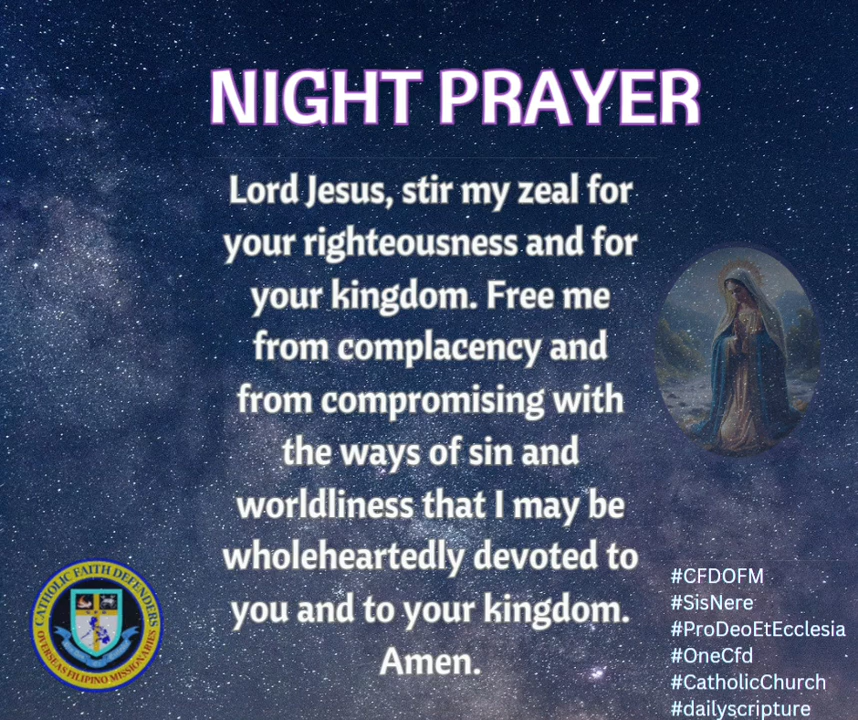 NIGHT PRAYER
Lord Jesus, stir my zeal for
your righteousness and for
your kingdom. Free me
from complacency and
from compromising with
the ways of sin and
worldliness that I may be
wholeheartedly devoted to
you and to your kingdom.
Amen.
CATHOLIC FAITH DEFENDERS
OVERSEAS FILIPINO MISSIONARIES
#CFDOFM
#SisNere
#ProDeoEtEcclesia
#OneCfd
#CatholicChurch
#dailyscripture